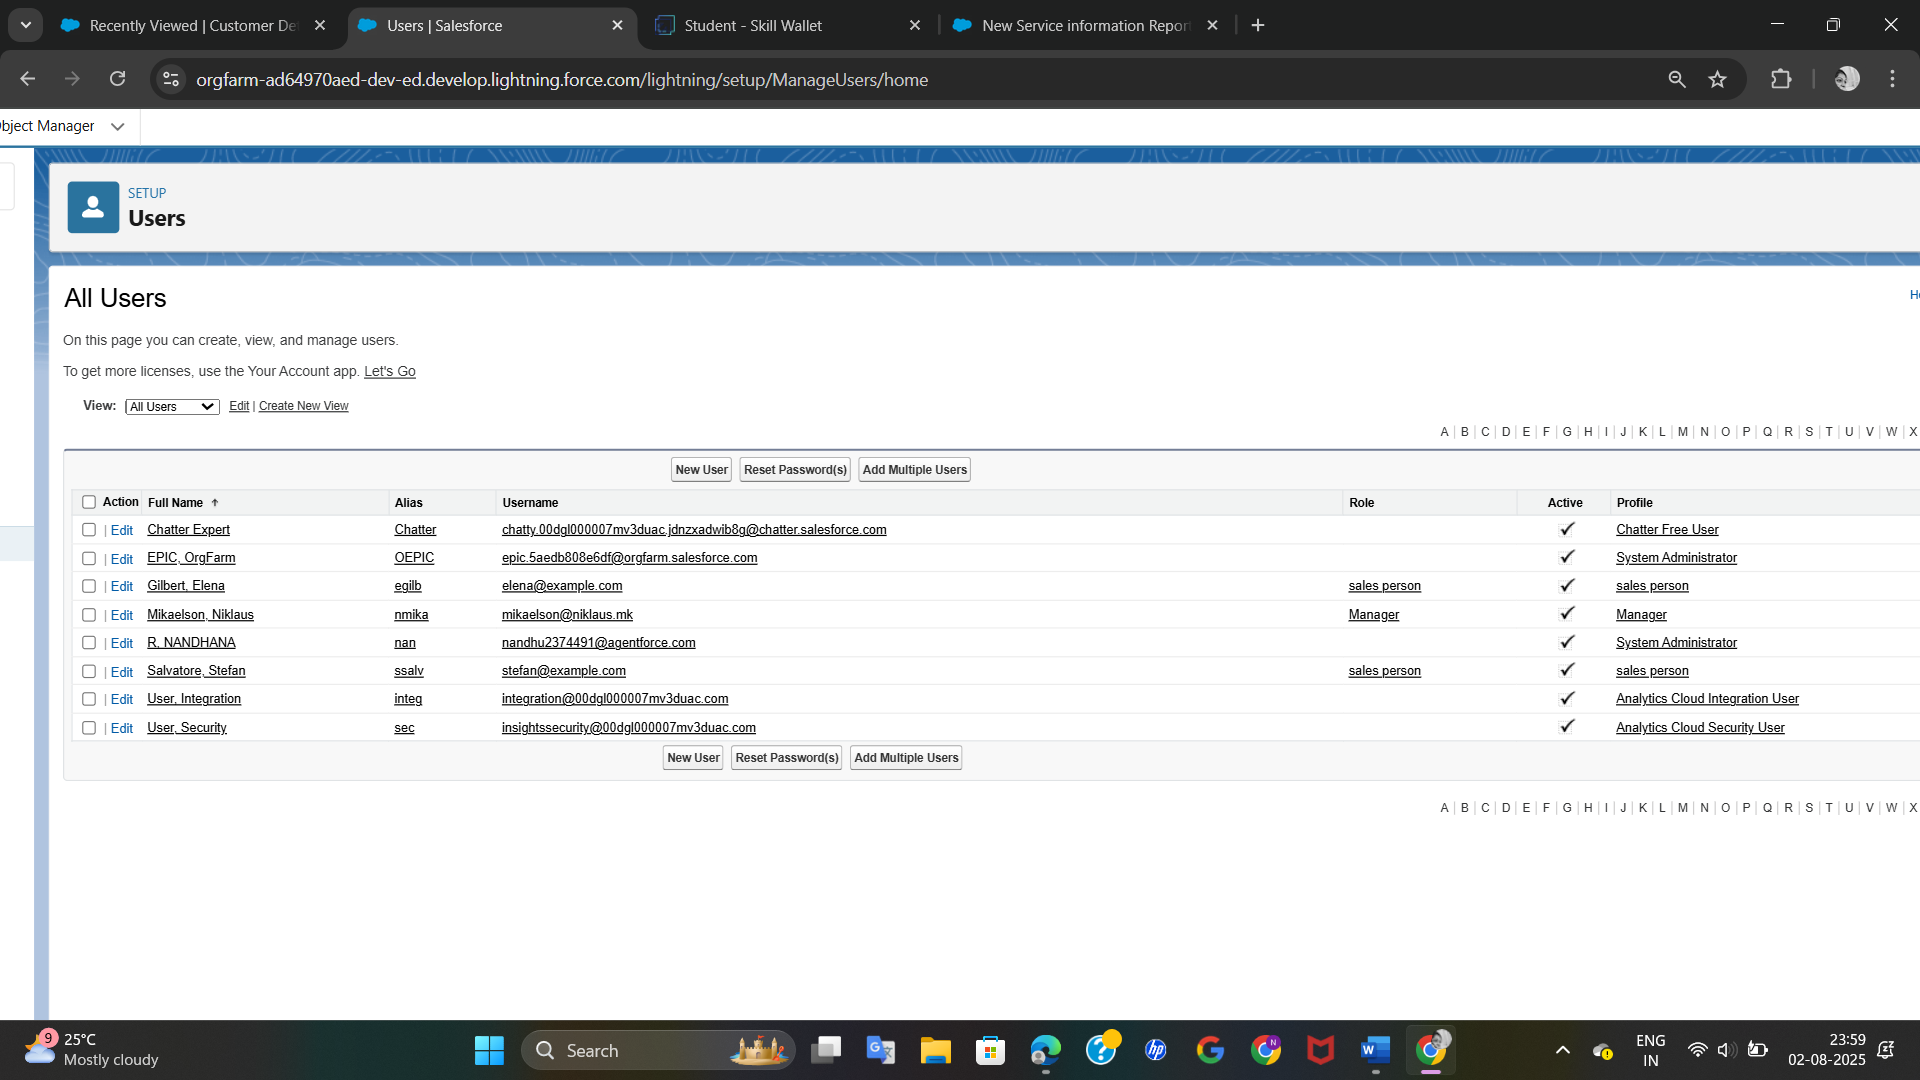 Recently Viewed | Customer De
Users | Salesforce
Student - Skill Wallet
New Service information Repor
orgfarm-ad64970aed-dev-ed.develop.lightning.force.com/lightning/setup/ManageUsers/home
bject Manager
SETUP
Users
All Users
He
On this page you can create, view, and manage users.
To get more licenses, use the Your Account app. Let's Go
View: All Users Edit | Create New View
A | B | C | D | E | F | G | H | I | J | K | L | M | N | O | P | Q | R | S | T | U | V | W | X
New User Reset Password(s) Add Multiple Users
Action Full Name ↑ Alias Username Role Active Profile
| Edit Chatter Expert Chatter chatty.00dgl000007mv3duac.jdnzxadwib8g@chatter.salesforce.com ✓ Chatter Free User
| Edit EPIC, OrgFarm OEPIC epic.5aedb808e6df@orgfarm.salesforce.com ✓ System Administrator
| Edit Gilbert, Elena egilb elena@example.com sales person ✓ sales person
| Edit Mikaelson, Niklaus nmika mikaelson@niklaus.mk Manager ✓ Manager
| Edit R, NANDHANA nan nandhu2374491@agentforce.com ✓ System Administrator
| Edit Salvatore, Stefan ssalv stefan@example.com sales person ✓ sales person
| Edit User, Integration integ integration@00dgl000007mv3duac.com ✓ Analytics Cloud Integration User
| Edit User, Security sec insightssecurity@00dgl000007mv3duac.com ✓ Analytics Cloud Security User
New User Reset Password(s) Add Multiple Users
A | B | C | D | E | F | G | H | I | J | K | L | M | N | O | P | Q | R | S | T | U | V | W | X
9
25°C
Mostly cloudy
Search
hp
N
W
ENG
IN
23:59
02-08-2025